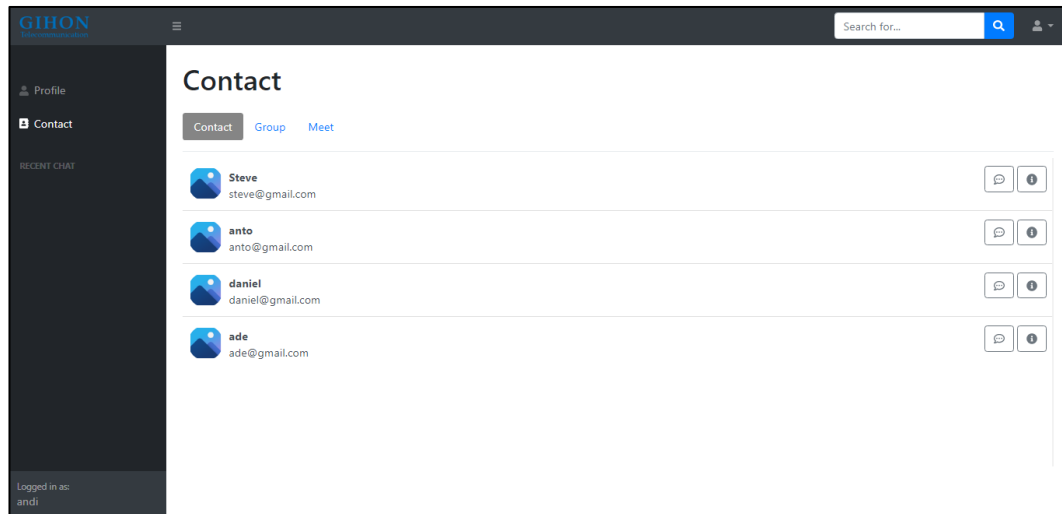 GIHON
Telecommunication
Search for...
Profile
Contact
RECENT CHAT
Contact
Contact Group Meet
Steve
steve@gmail.com
anto
anto@gmail.com
daniel
daniel@gmail.com
ade
ade@gmail.com
Logged in as:
andi